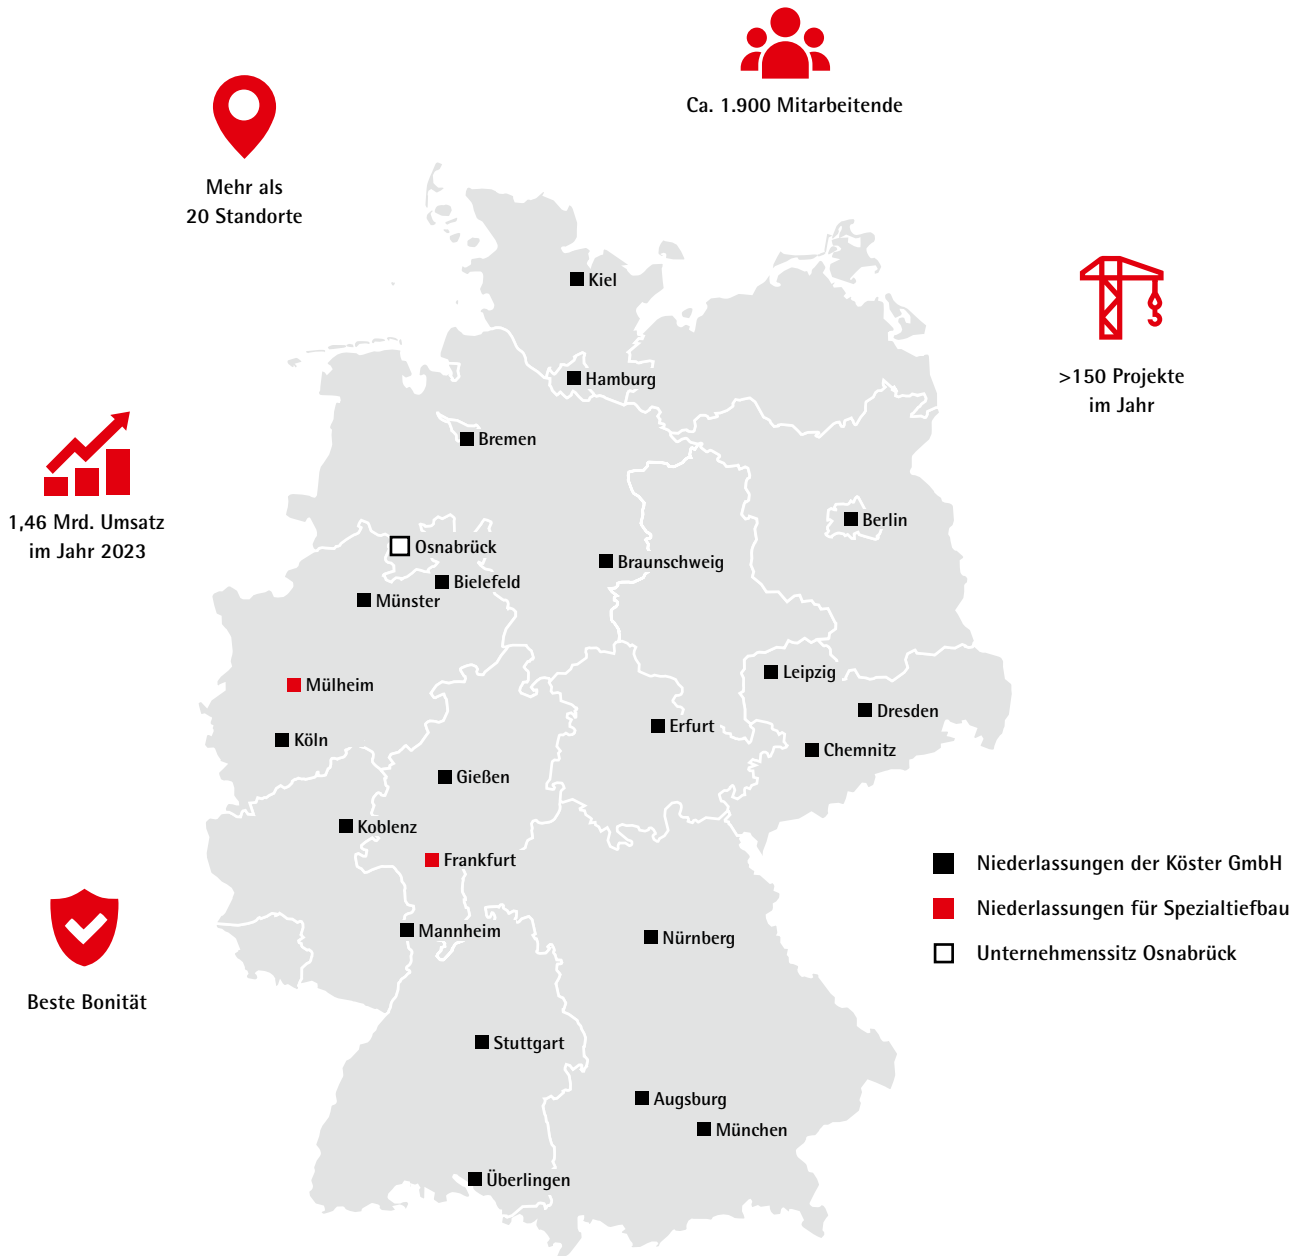 Ca. 1.900 Mitarbeitende
Mehr als
20 Standorte
>150 Projekte
im Jahr
1,46 Mrd. Umsatz
im Jahr 2023
Beste Bonität
Kiel
Hamburg
Bremen
Berlin
Osnabrück
Braunschweig
Bielefeld
Münster
Leipzig
Mülheim
Dresden
Erfurt
Köln
Chemnitz
Gießen
Koblenz
Frankfurt
Mannheim
Nürnberg
Stuttgart
Augsburg
München
Überlingen
Niederlassungen der Köster GmbH
Niederlassungen für Spezialtiefbau
Unternehmenssitz Osnabrück